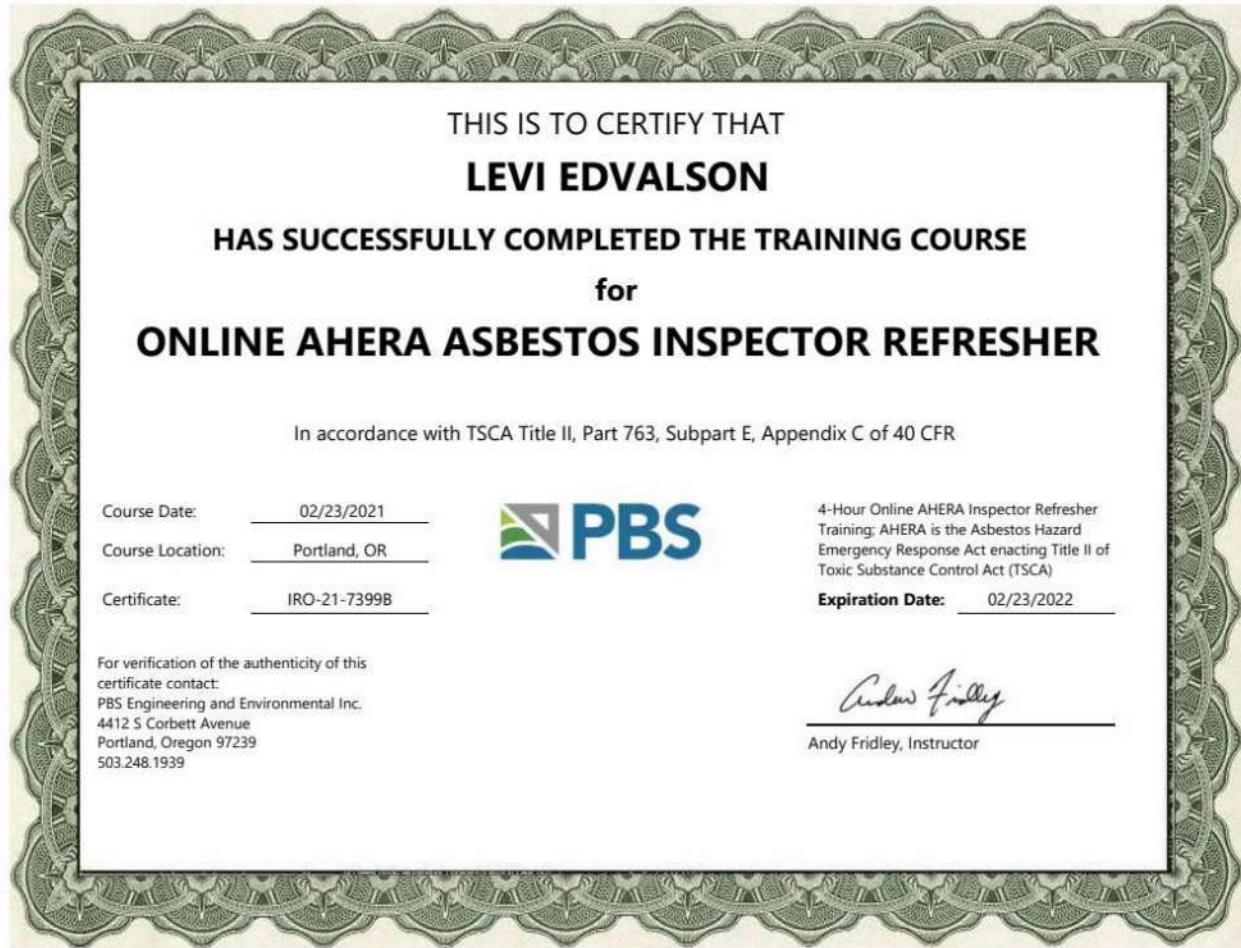 THIS IS TO CERTIFY THAT
LEVI EDVALSON
HAS SUCCESSFULLY COMPLETED THE TRAINING COURSE
for
ONLINE AHERA ASBESTOS INSPECTOR REFRESHER
In accordance with TSCA Title II, Part 763, Subpart E, Appendix C of 40 CFR
Course Date: 02/23/2021
Course Location: Portland, OR
Certificate: IRO-21-7399B
PBS
4-Hour Online AHERA Inspector Refresher
Training; AHERA is the Asbestos Hazard
Emergency Response Act enacting Title II of
Toxic Substance Control Act (TSCA)
Expiration Date: 02/23/2022
For verification of the authenticity of this
certificate contact:
PBS Engineering and Environmental Inc.
4412 S Corbett Avenue
Portland, Oregon 97239
503.248.1939
Andy Fridley, Instructor